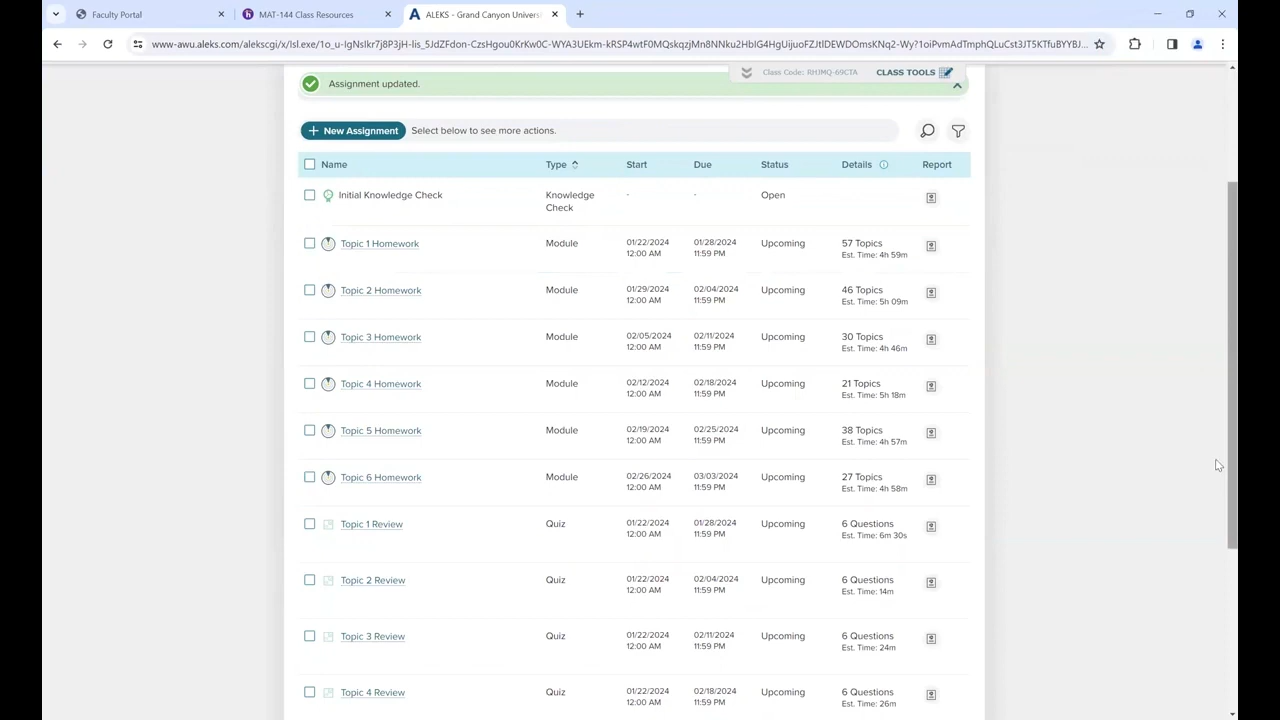 Faculty Portal
MAT-144 Class Resources
ALEKS - Grand Canyon Universi
Assignment updated.
Class Code: RHJMQ-69CTA
CLASS TOOLS
New Assignment
Select below to see more actions.
Name Type Start Due Status Details Report
Initial Knowledge Check Knowledge Check - - Open
Topic 1 Homework Module 01/22/2024 01/28/2024 Upcoming 57 Topics
12:00 AM 11:59 PM Est. Time: 4h 59m
Topic 2 Homework Module 01/29/2024 02/04/2024 Upcoming 46 Topics
12:00 AM 11:59 PM Est. Time: 5h 09m
Topic 3 Homework Module 02/05/2024 02/11/2024 Upcoming 30 Topics
12:00 AM 11:59 PM Est. Time: 4h 46m
Topic 4 Homework Module 02/12/2024 02/18/2024 Upcoming 21 Topics
12:00 AM 11:59 PM Est. Time: 5h 18m
Topic 5 Homework Module 02/19/2024 02/25/2024 Upcoming 38 Topics
12:00 AM 11:59 PM Est. Time: 4h 57m
Topic 6 Homework Module 02/26/2024 03/03/2024 Upcoming 27 Topics
12:00 AM 11:59 PM Est. Time: 4h 58m
Topic 1 Review Quiz 01/22/2024 01/28/2024 Upcoming 6 Questions
12:00 AM 11:59 PM Est. Time: 6m 30s
Topic 2 Review Quiz 01/22/2024 02/04/2024 Upcoming 6 Questions
12:00 AM 11:59 PM Est. Time: 14m
Topic 3 Review Quiz 01/22/2024 02/11/2024 Upcoming 6 Questions
12:00 AM 11:59 PM Est. Time: 24m
Topic 4 Review Quiz 01/22/2024 02/18/2024 Upcoming 6 Questions
12:00 AM 11:59 PM Est. Time: 26m